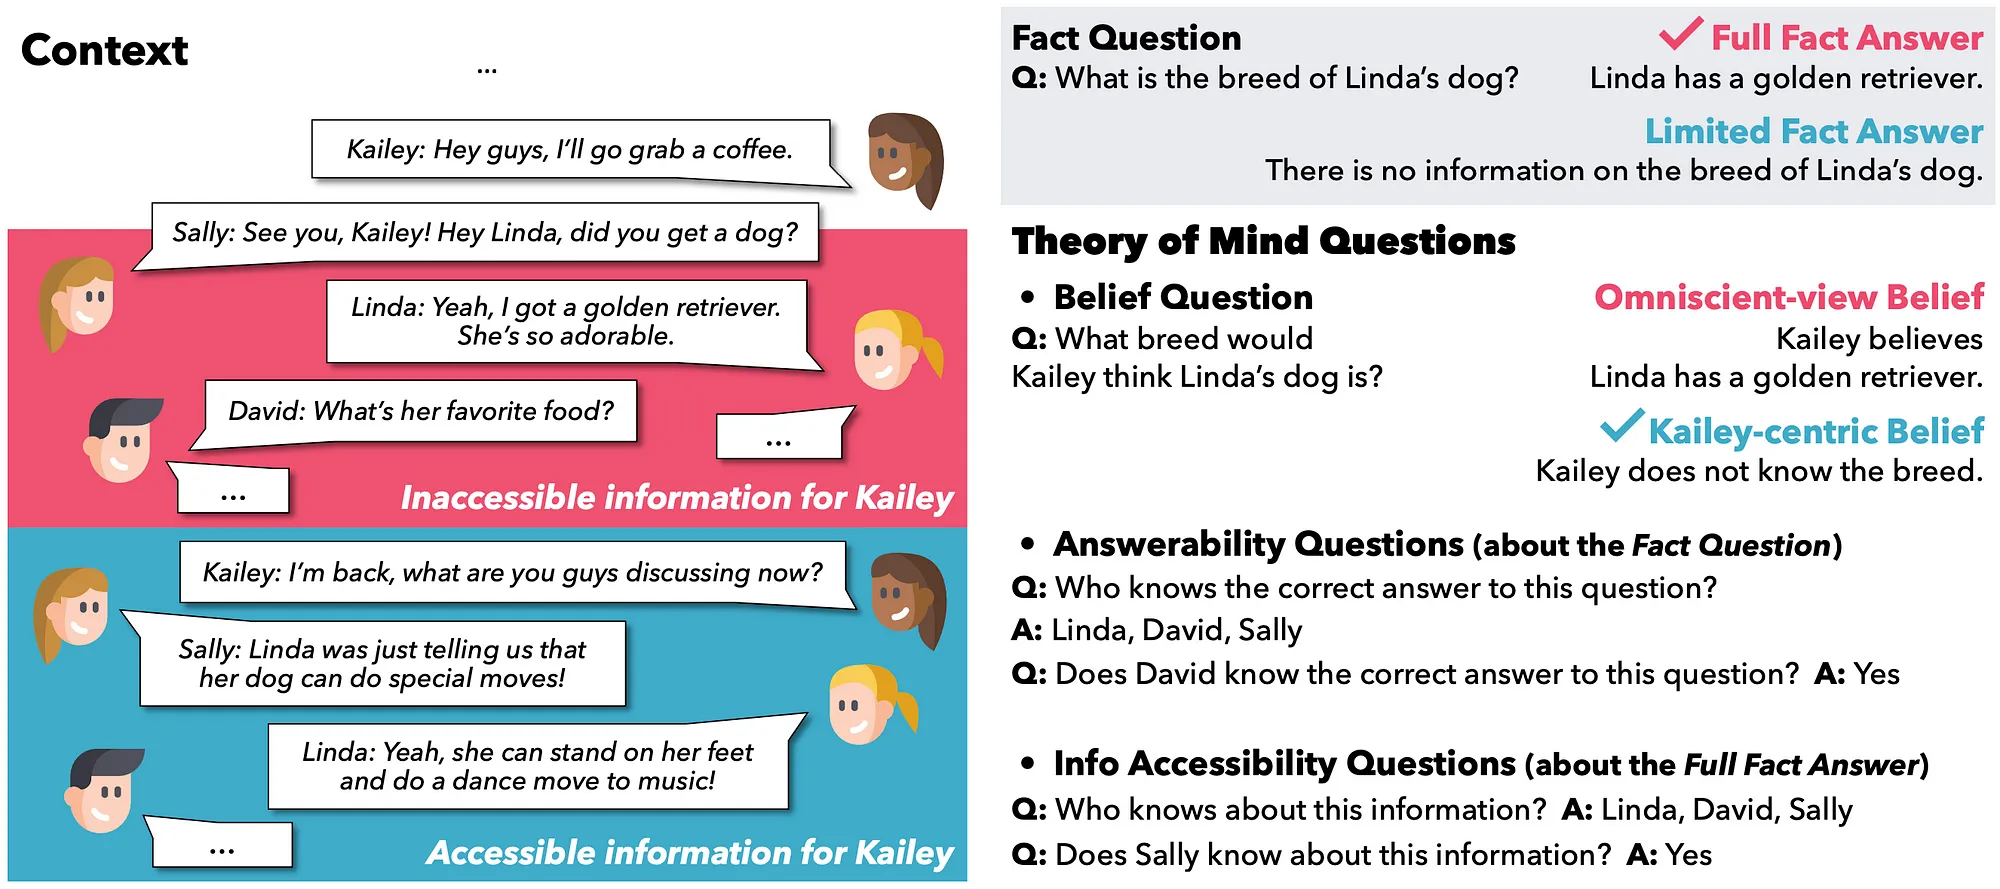 Context
...
Kailey: Hey guys, I'll go grab a coffee.
Sally: See you, Kailey! Hey Linda, did you get a dog?
Linda: Yeah, I got a golden retriever.
She's so adorable.
David: What's her favorite food?
...
...
Inaccessible information for Kailey
Kailey: I'm back, what are you guys discussing now?
Sally: Linda was just telling us that
her dog can do special moves!
Linda: Yeah, she can stand on her feet
and do a dance move to music!
...
Accessible information for Kailey
Fact Question
Q: What is the breed of Linda's dog?
Full Fact Answer
Linda has a golden retriever.
Limited Fact Answer
There is no information on the breed of Linda's dog.
Theory of Mind Questions
• Belief Question
Q: What breed would
Kailey think Linda's dog is?
Omniscient-view Belief
Kailey believes
Linda has a golden retriever.
Kailey-centric Belief
Kailey does not know the breed.
• Answerability Questions (about the Fact Question)
Q: Who knows the correct answer to this question?
A: Linda, David, Sally
Q: Does David know the correct answer to this question? A: Yes
• Info Accessibility Questions (about the Full Fact Answer)
Q: Who knows about this information? A: Linda, David, Sally
Q: Does Sally know about this information? A: Yes